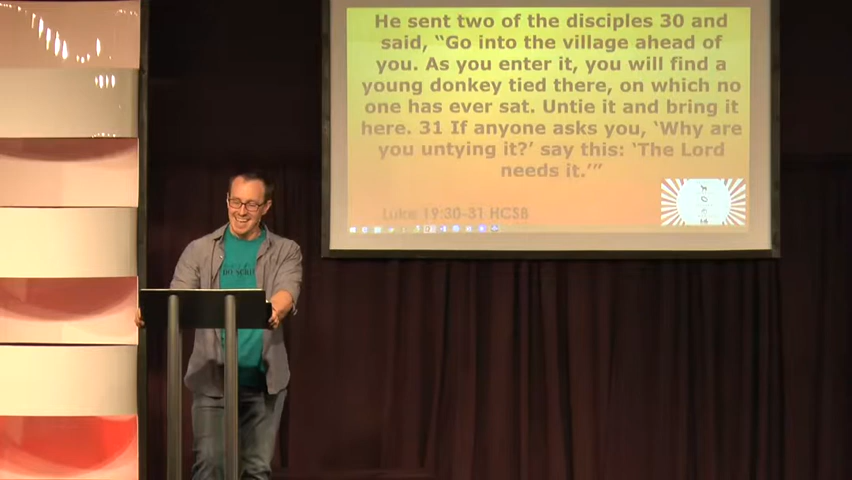 He sent two of the disciples 30 and
said, “Go into the village ahead of
you. As you enter it, you will find a
young donkey tied there, on which no
one has ever sat. Untie it and bring it
here. 31 If anyone asks you, ‘Why are
you untying it?’ say this: ‘The Lord
needs it.’”
Luke 19:30-31 HCSB